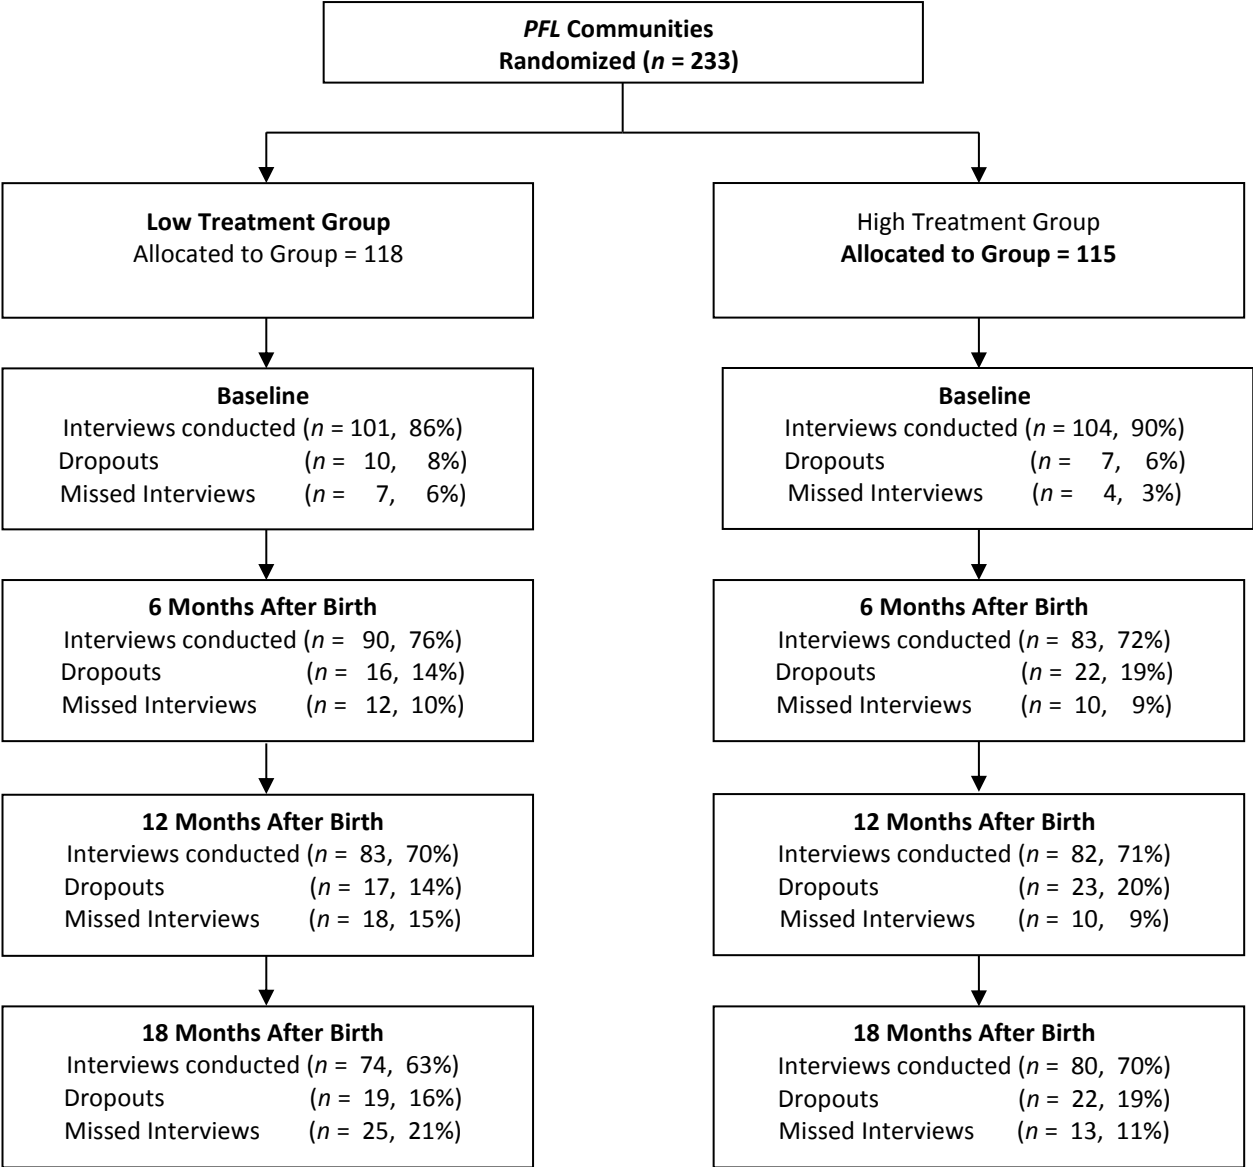 PFL Communities
Randomized (n = 233)
Low Treatment Group
Allocated to Group = 118
High Treatment Group
Allocated to Group = 115
Baseline
Interviews conducted (n = 101, 86%)
Dropouts (n = 10, 8%)
Missed Interviews (n = 7, 6%)
Baseline
Interviews conducted (n = 104, 90%)
Dropouts (n = 7, 6%)
Missed Interviews (n = 4, 3%)
6 Months After Birth
Interviews conducted (n = 90, 76%)
Dropouts (n = 16, 14%)
Missed Interviews (n = 12, 10%)
6 Months After Birth
Interviews conducted (n = 83, 72%)
Dropouts (n = 22, 19%)
Missed Interviews (n = 10, 9%)
12 Months After Birth
Interviews conducted (n = 83, 70%)
Dropouts (n = 17, 14%)
Missed Interviews (n = 18, 15%)
12 Months After Birth
Interviews conducted (n = 82, 71%)
Dropouts (n = 23, 20%)
Missed Interviews (n = 10, 9%)
18 Months After Birth
Interviews conducted (n = 74, 63%)
Dropouts (n = 19, 16%)
Missed Interviews (n = 25, 21%)
18 Months After Birth
Interviews conducted (n = 80, 70%)
Dropouts (n = 22, 19%)
Missed Interviews (n = 13, 11%)